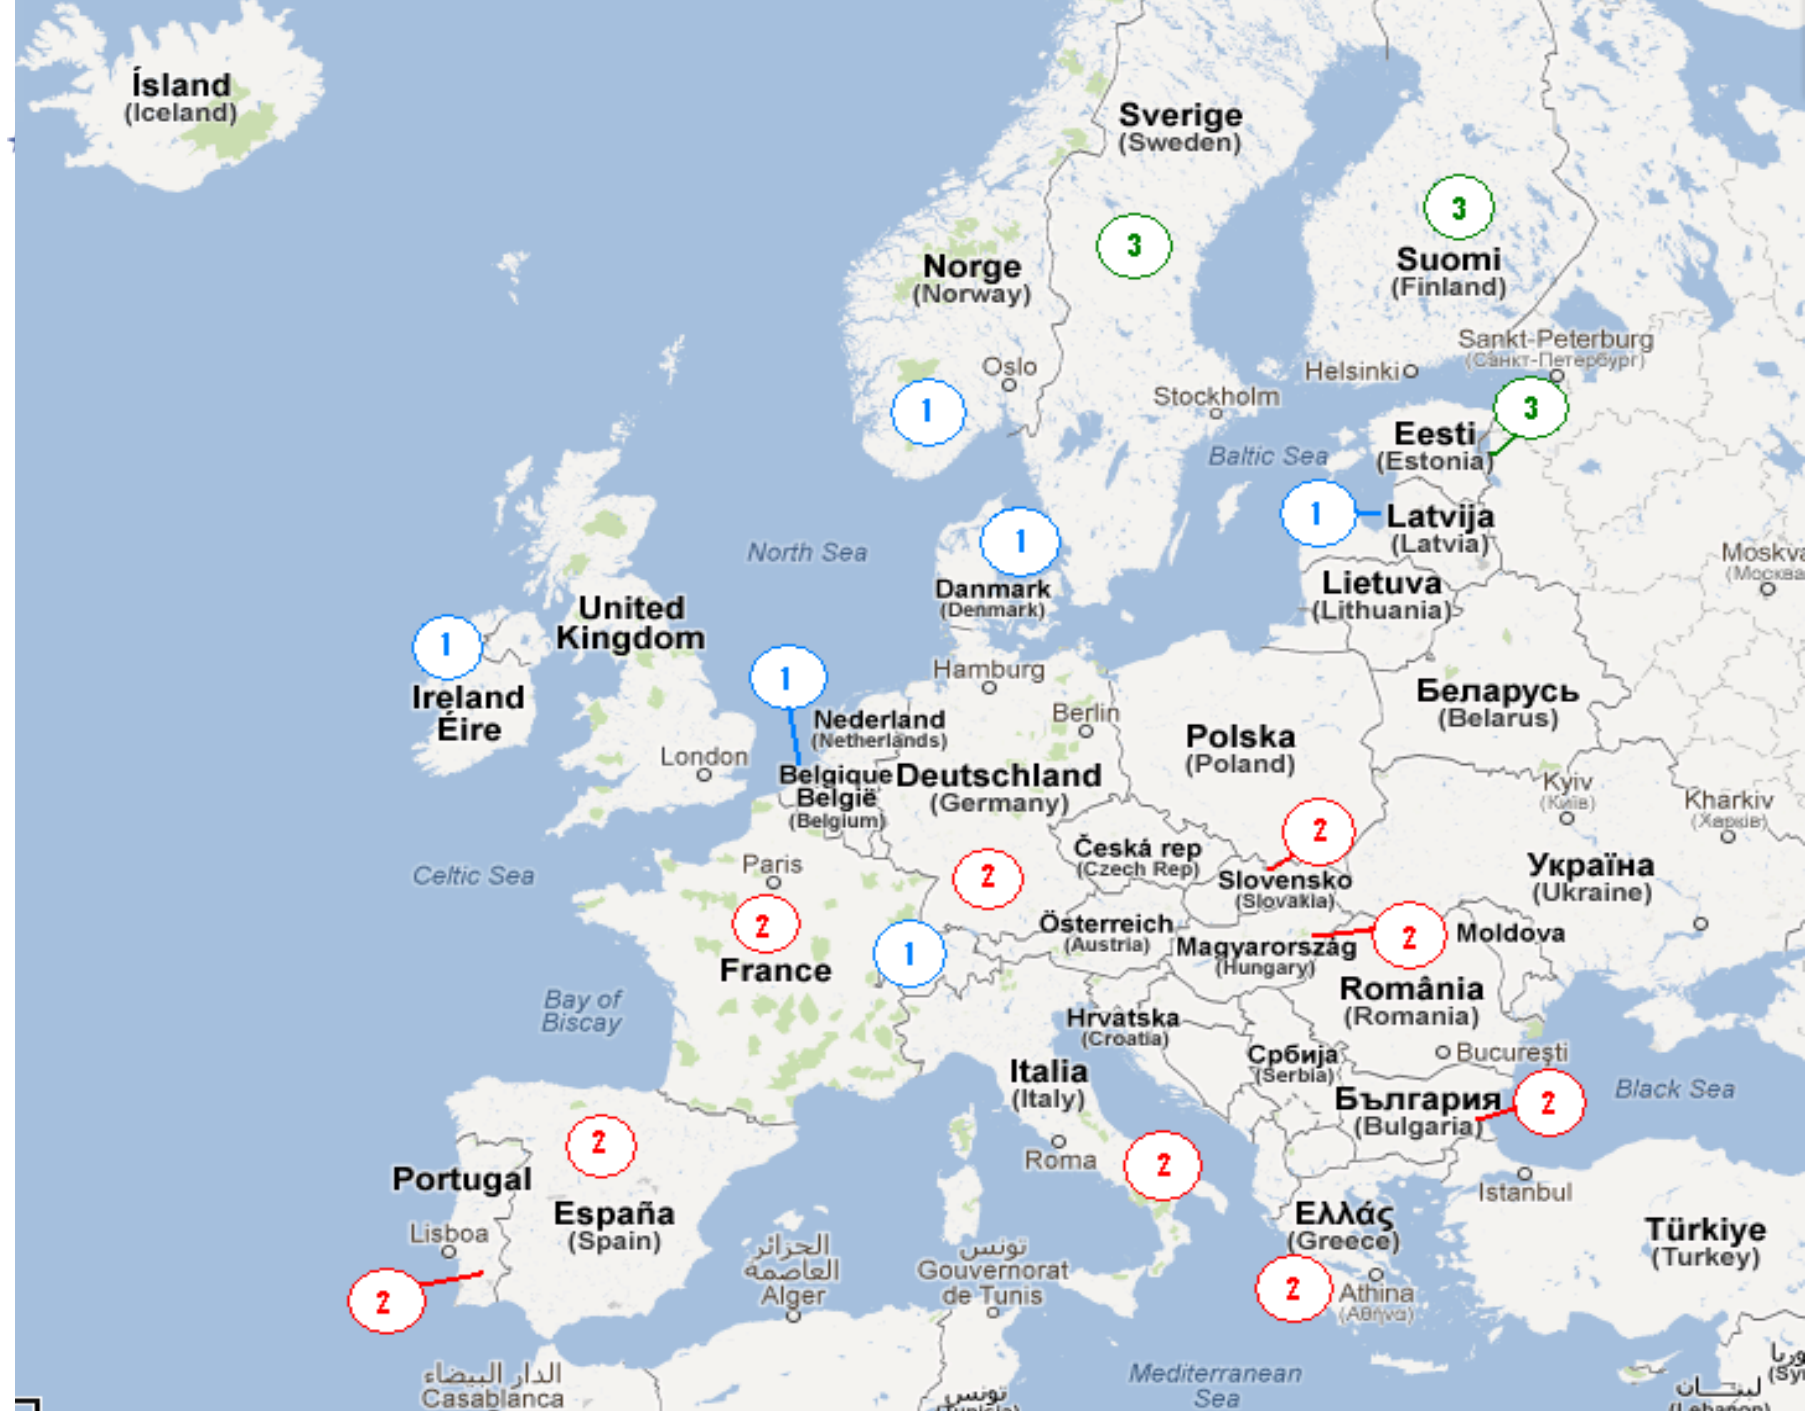 Ísland
(Iceland)
Sverige
(Sweden)
3
Suomi
(Finland)
3
Norge
(Norway)
Oslo
Stockholm
Helsinki
Sankt-Peterburg
(Санкт-Петербург)
1
3
Eesti
(Estonia)
Baltic Sea
1
Latvija
(Latvia)
1
North Sea
Danmark
(Denmark)
Lietuva
(Lithuania)
Moskva
(Москва
United
Kingdom
1
Ireland
Éire
1
Hamburg
Nederland
(Netherlands)
Berlin
Polska
(Poland)
Беларусь
(Belarus)
London
Belgique
België
(Belgium)
Deutschland
(Germany)
Kyiv
(Київ)
Kharkiv
(Харків)
2
Česká rep
(Czech Rep)
Slovensko
(Slovakia)
Україна
(Ukraine)
Celtic Sea
Paris
2
2
France
1
Österreich
(Austria)
Magyarország
(Hungary)
2
Moldova
România
(Romania)
Bay of
Biscay
Hrvatska
(Croatia)
Србија
(Serbia)
București
Italia
(Italy)
България
(Bulgaria)
2
Black Sea
2
Portugal
Roma
2
Istanbul
España
(Spain)
Ελλάς
(Greece)
Türkiye
(Turkey)
Lisboa
2
الجزائر
العاصمة
Alger
تونس
Gouvernorat
de Tunis
2
Athina
(Αθήνα)
الدار البيضاء
Casablanca
Mediterranean
Sea
تونس
(Tunisia)
لبنان
(Lebanon)